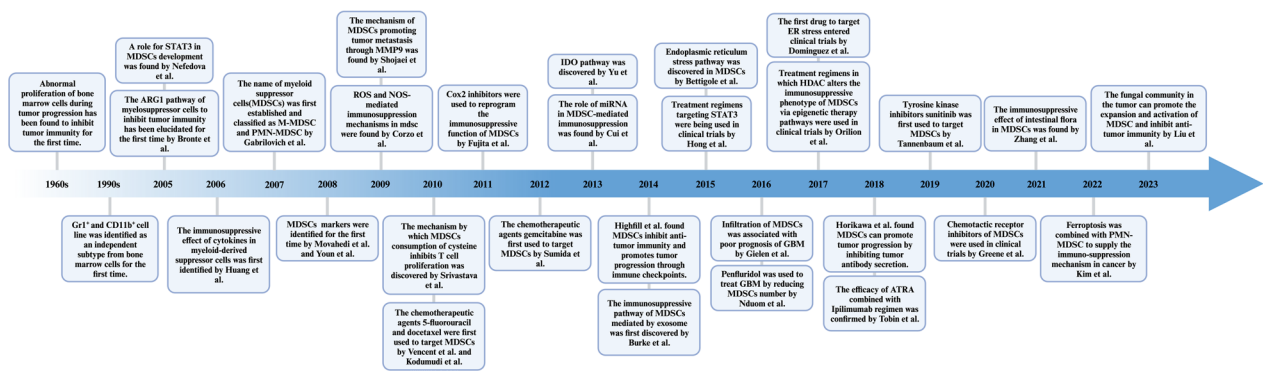 Abnormal
proliferation of bone
marrow cells during
tumor progression has
been found to inhibit
tumor immunity for
the first time.
A role for STAT3 in
MDSCs development
was found by Nefedova
et al.
The ARG1 pathway of
myelosuppressor cells to
inhibit tumor immunity
has been elucidated for
the first time by Bronte et
al.
The name of myeloid
suppressor
cells(MDSCs) was first
established and
classified as M-MDSC
and PMN-MDSC by
Gabrilovich et al.
The mechanism of
MDSCs promoting
tumor metastasis
through MMP9 was
found by Shojaei et al.
ROS and NOS-
mediated
immunosuppression
mechanisms in mdsc
were found by Corzo et
al.
Cox2 inhibitors were
used to reprogram
the immunosuppressive
function of MDSCs
by Fujita et al.
IDO pathway was
discovered by Yu et al.
The role of miRNA
in MDSC-mediated
immunosuppression
was found by Cui et
al.
Endoplasmic reticulum
stress pathway was
discovered in MDSCs
by Bettigole et al.
Treatment regimens
targeting STAT3
were being used in
clinical trials by
Hong et al.
The first drug to target
ER stress entered
clinical trials by
Dominguez et al.
Treatment regimens
in which HDAC alters the
immunosuppressive
phenotype of MDSCs
via epigenetic therapy
pathways were used in
clinical trials by Orilion
et al.
Tyrosine kinase
inhibitors sunitinib was
first used to target
MDSCs by
Tannenbaum et al.
The immunosuppressive
effect of intestinal flora
in MDSCs was found by
Zhang et al.
The fungal community
in the tumor can promote
the expansion and
activation of
MDSC and inhibit anti-
tumor immunity by Liu et
al.
1960s 1990s 2005 2006 2007 2008 2009 2010 2011 2012 2013 2014 2015 2016 2017 2018 2019 2020 2021 2022 2023
Gr1⁺ and CD11b⁺ cell
line was identified as
an independent
subtype from bone
marrow cells for the
first time.
The immunosuppressive
effect of cytokines in
myeloid-derived
suppressor cells was first
identified by Huang et
al.
MDSCs markers were
identified for the first
time by Movahedi et al.
and Youn et al.
The mechanism by
which MDSCs
consumption of cysteine
inhibits T cell
proliferation was
discovered by Srivastava
et al.
The chemotherapeutic
agents 5-fluorouracil
and docetaxel were first
used to target MDSCs
by Vencent et al. and
Kodumudi et al.
The chemotherapeutic
agents gemcitabine was
first used to target
MDSCs by Sumida et
al.
Highfill et al. found
MDSCs inhibit anti-
tumor immunity and
promotes tumor
progression through
immune checkpoints.
The immunosuppressive
pathway of MDSCs
mediated by exosome
was first discovered by
Burke et al.
Infiltration of MDSCs
was associated with
poor prognosis of GBM
by Gielen et al.
Penfluridol was used to
treat GBM by reducing
MDSCs number by
Nduom et al.
Horikawa et al. found
MDSCs can promote
tumor progression by
inhibiting tumor
antibody secretion.
The efficacy of ATRA
combined with
Ipilimumab regimen was
confirmed by Tobin et al.
Chemotactic receptor
inhibitors of MDSCs
were used in clinical
trials by Greene et al.
Ferroptosis was
combined with PMN-
MDSC to supply the
immuno-suppression
mechanism in cancer by
Kim et al.